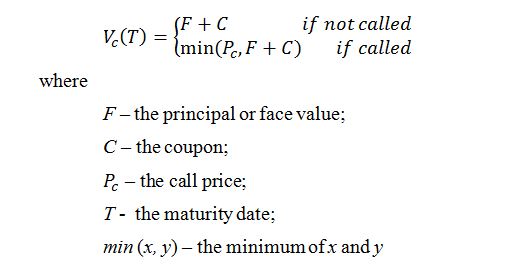 V_c(T) = {F + C if not called
{min(P_c, F + C) if called
where
F – the principal or face value;
C – the coupon;
P_c – the call price;
T - the maturity date;
min (x, y) – the minimum of x and y